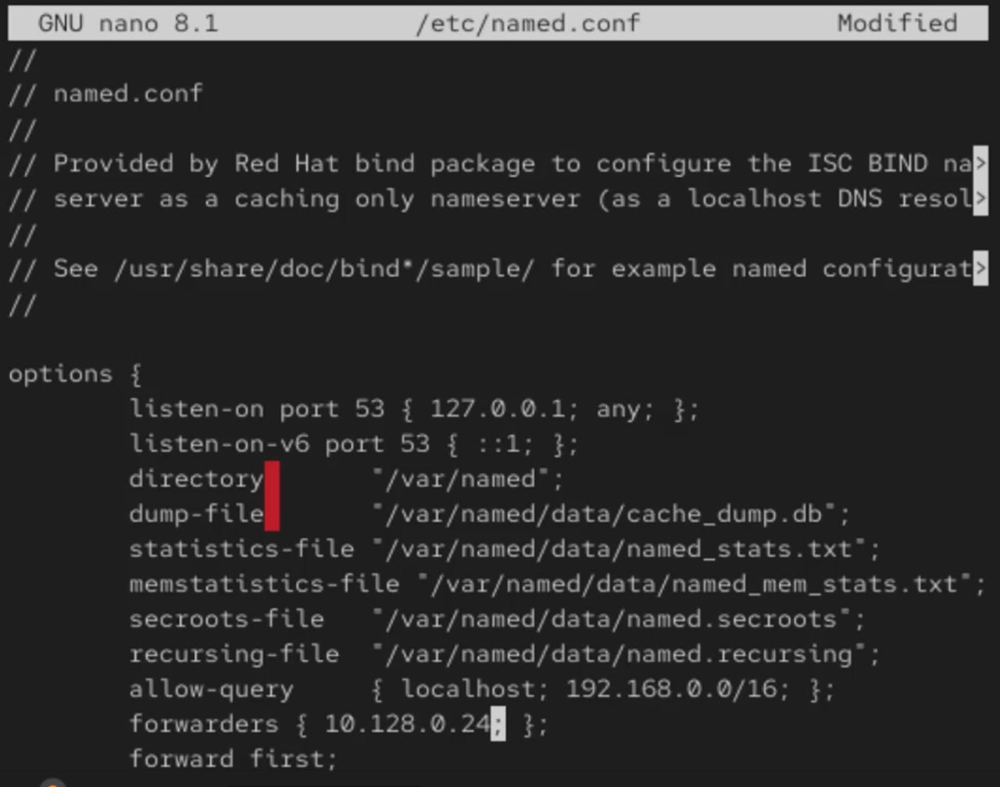 GNU nano 8.1 /etc/named.conf Modified
//
// named.conf
//
// Provided by Red Hat bind package to configure the ISC BIND na>
// server as a caching only nameserver (as a localhost DNS resol>
//
// See /usr/share/doc/bind*/sample/ for example named configurat>
//
options {
listen-on port 53 { 127.0.0.1; any; };
listen-on-v6 port 53 { ::1; };
directory "/var/named";
dump-file "/var/named/data/cache_dump.db";
statistics-file "/var/named/data/named_stats.txt";
memstatistics-file "/var/named/data/named_mem_stats.txt";
secroots-file "/var/named/data/named.secroots";
recursing-file "/var/named/data/named.recursing";
allow-query { localhost; 192.168.0.0/16; };
forwarders { 10.128.0.24; };
forward first;